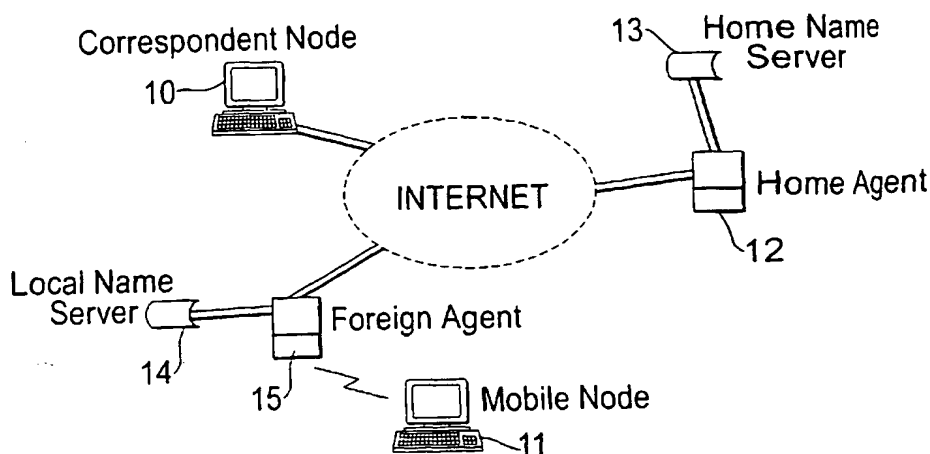 Correspondent Node
10
13
Home Name
Server
INTERNET
Home Agent
12
Local Name
Server
14
Foreign Agent
15
Mobile Node
11